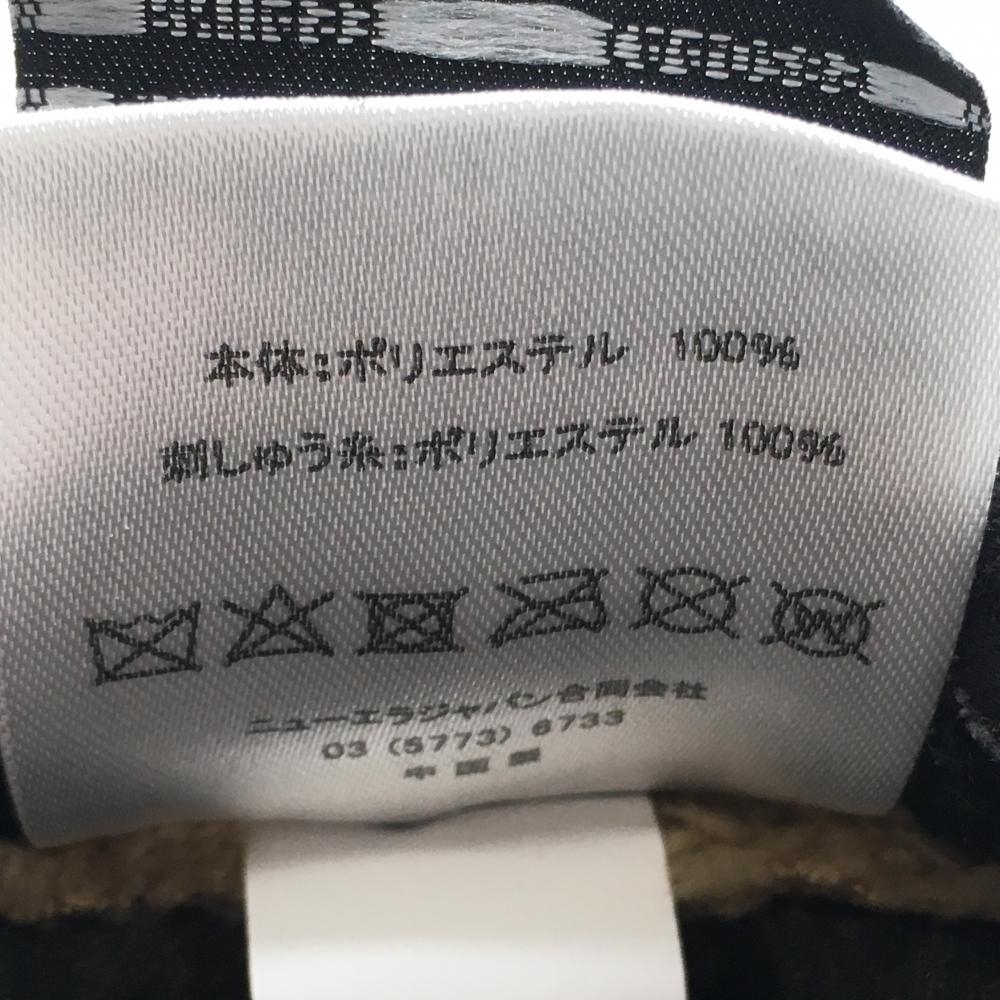 本体:ポリエステル 100%
刺しゅう糸:ポリエステル 100%
ニューエラジャパン合同会社
03 (5773) 6733
中国製